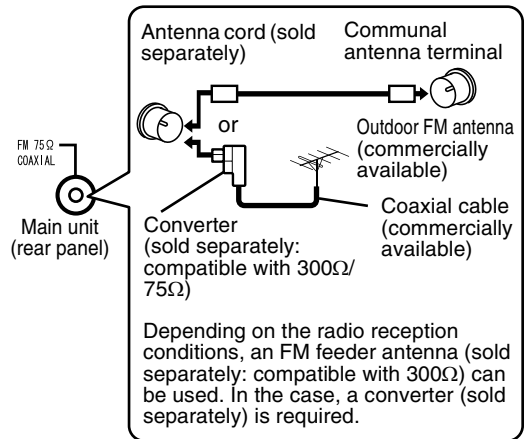 Antenna cord (sold
separately)
Communal
antenna terminal
or
FM 75 Ω
COAXIAL
Outdoor FM antenna
(commercially
available)
Main unit
(rear panel)
Converter
(sold separately:
compatible with 300Ω/
75Ω)
Coaxial cable
(commercially
available)
Depending on the radio reception
conditions, an FM feeder antenna (sold
separately: compatible with 300Ω) can
be used. In the case, a converter (sold
separately) is required.